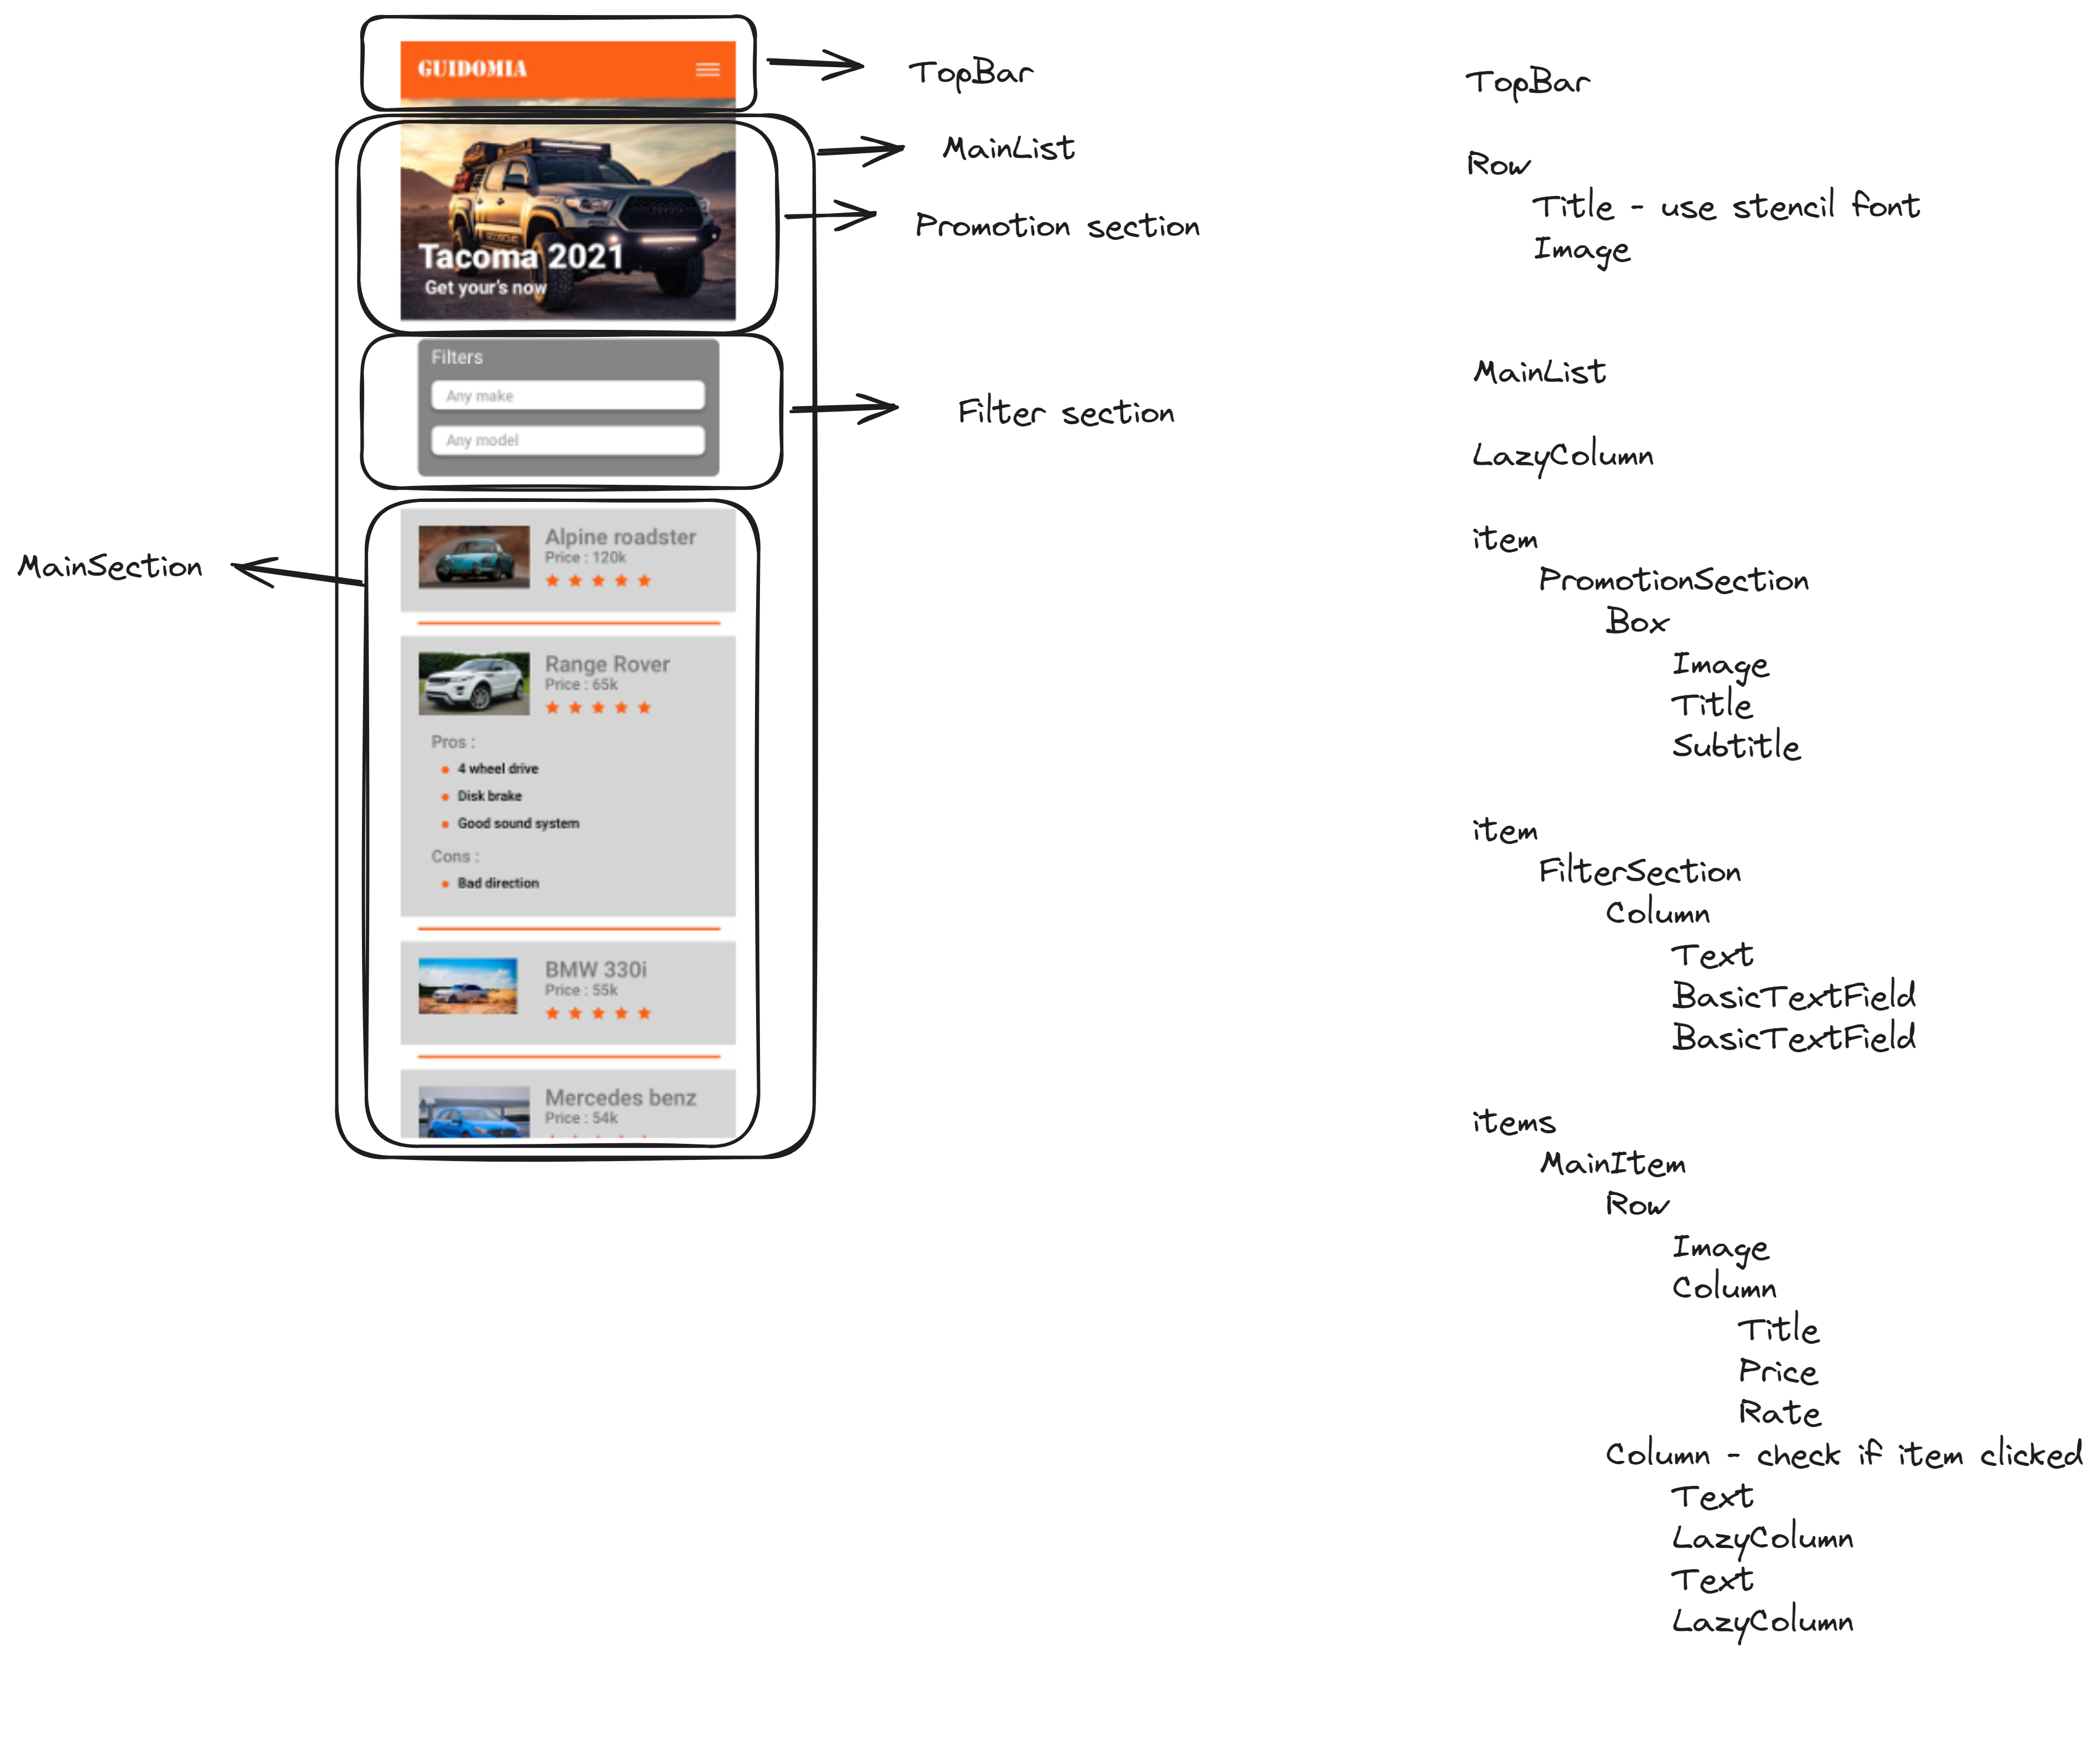 GUIDOMIA
TOYOTA
Tacoma 2021
Get your's now
Filters
Any make
Any model
Alpine roadster
Price : 120k
Range Rover
Price : 65k
Pros :
4 wheel drive
Disk brake
Good sound system
Cons :
Bad direction
BMW 330i
Price : 55k
Mercedes benz
Price : 54k
MainSection
TopBar
MainList
Promotion section
Filter section
TopBar
Row
Title - use stencil font
Image
MainList
LazyColumn
item
PromotionSection
Box
Image
Title
Subtitle
item
FilterSection
Column
Text
BasicTextField
BasicTextField
items
MainItem
Row
Image
Column
Title
Price
Rate
Column - check if item clicked
Text
LazyColumn
Text
LazyColumn